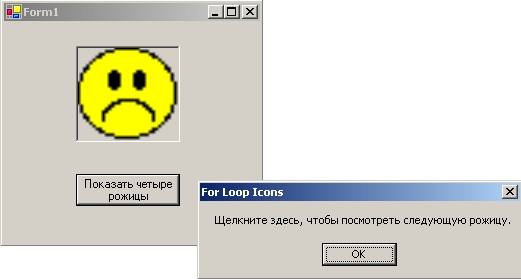 Form1
Показать четыре
рожицы
For Loop Icons
Щелкните здесь, чтобы посмотреть следующую рожицу.
OK